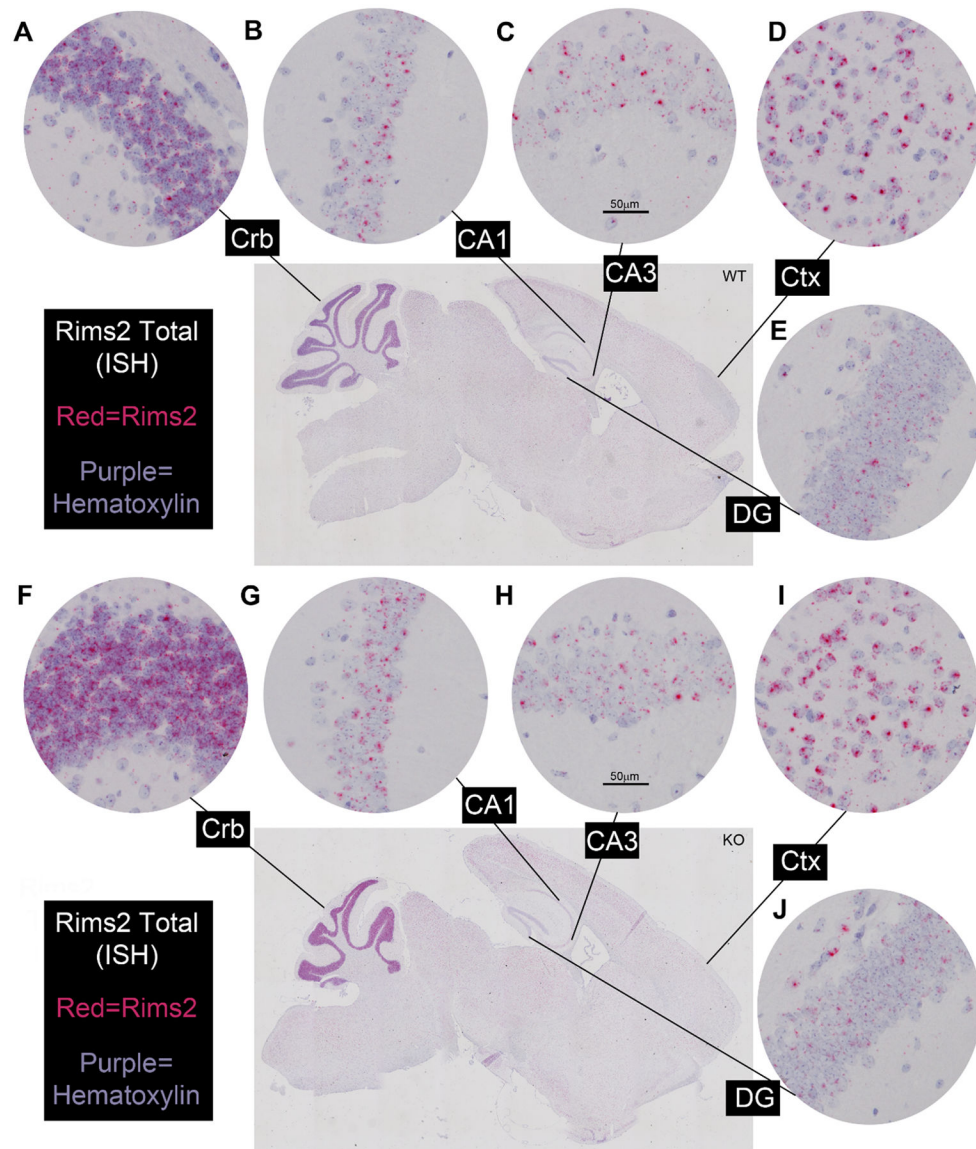 A
B
C
D
50µm
Crb
CA1
CA3
WT
Ctx
E
Rims2 Total
(ISH)
Red=Rims2
Purple=
Hematoxylin
DG
F
G
H
I
50µm
Crb
CA1
CA3
KO
Ctx
J
Rims2 Total
(ISH)
Red=Rims2
Purple=
Hematoxylin
DG